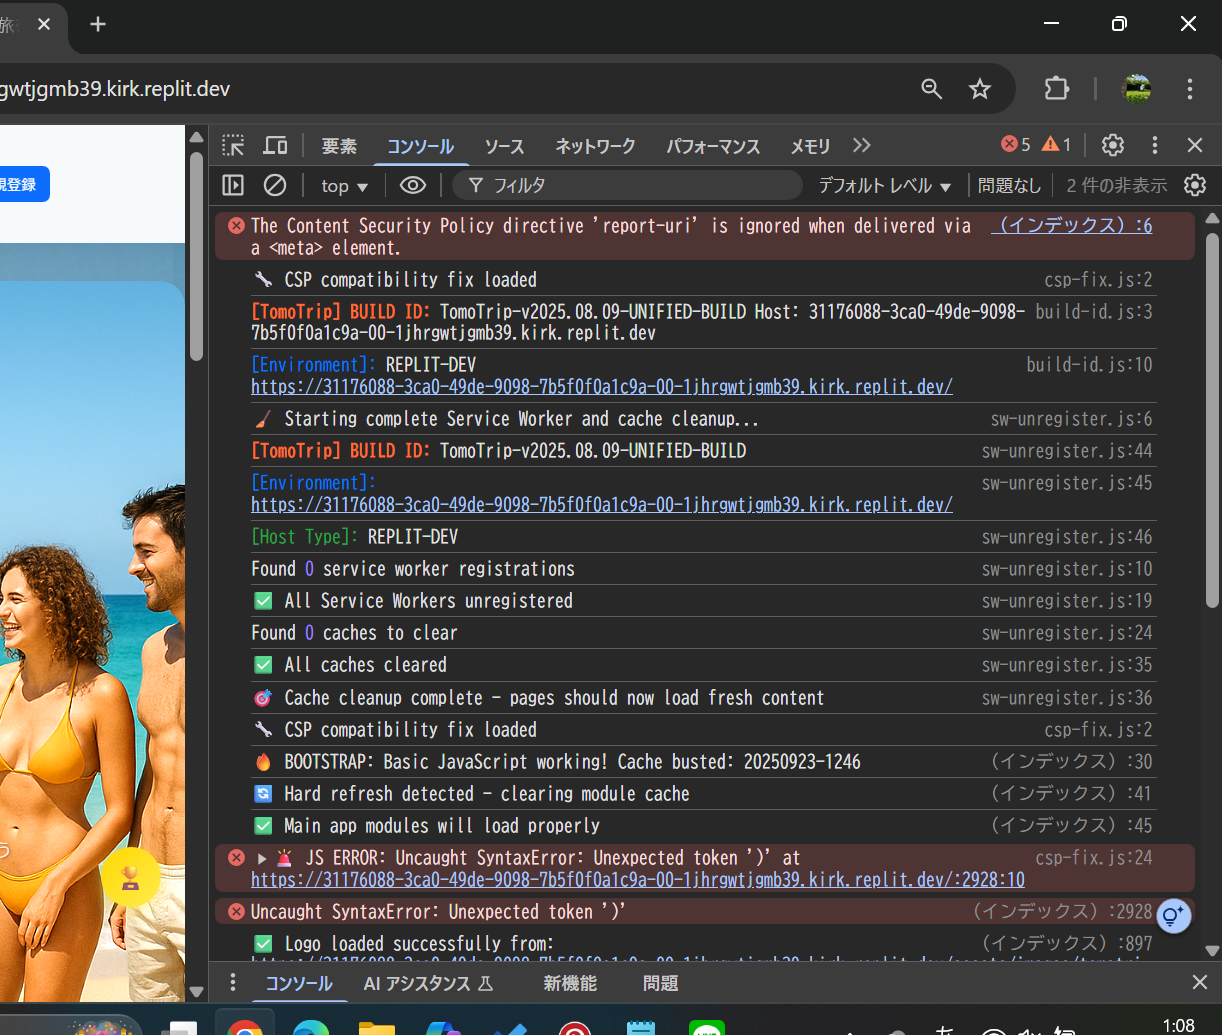 旅
gwtjgmb39.kirk.replit.dev
規登録
要素 コンソール ソース ネットワーク パフォーマンス メモリ 5 1
top フィルタ デフォルト レベル 問題なし 2 件の非表示
The Content Security Policy directive 'report-uri' is ignored when delivered via （インデックス）:6
a <meta> element.
CSP compatibility fix loaded csp-fix.js:2
[TomoTrip] BUILD ID: TomoTrip-v2025.08.09-UNIFIED-BUILD Host: 31176088-3ca0-49de-9098- build-id.js:3
7b5f0f0a1c9a-00-1jhrgwtjgmb39.kirk.replit.dev
[Environment]: REPLIT-DEV build-id.js:10
https://31176088-3ca0-49de-9098-7b5f0f0a1c9a-00-1jhrgwtjgmb39.kirk.replit.dev/
Starting complete Service Worker and cache cleanup... sw-unregister.js:6
[TomoTrip] BUILD ID: TomoTrip-v2025.08.09-UNIFIED-BUILD sw-unregister.js:44
[Environment]: sw-unregister.js:45
https://31176088-3ca0-49de-9098-7b5f0f0a1c9a-00-1jhrgwtjgmb39.kirk.replit.dev/
[Host Type]: REPLIT-DEV sw-unregister.js:46
Found 0 service worker registrations sw-unregister.js:10
All Service Workers unregistered sw-unregister.js:19
Found 0 caches to clear sw-unregister.js:24
All caches cleared sw-unregister.js:35
Cache cleanup complete - pages should now load fresh content sw-unregister.js:36
CSP compatibility fix loaded csp-fix.js:2
BOOTSTRAP: Basic JavaScript working! Cache busted: 20250923-1246 （インデックス）:30
Hard refresh detected - clearing module cache （インデックス）:41
Main app modules will load properly （インデックス）:45
JS ERROR: Uncaught SyntaxError: Unexpected token ')' at csp-fix.js:24
https://31176088-3ca0-49de-9098-7b5f0f0a1c9a-00-1jhrgwtjgmb39.kirk.replit.dev/:2928:10
Uncaught SyntaxError: Unexpected token ')' （インデックス）:2928
Logo loaded successfully from: （インデックス）:897
コンソール AI アシスタンス 新機能 問題
あ
1:08